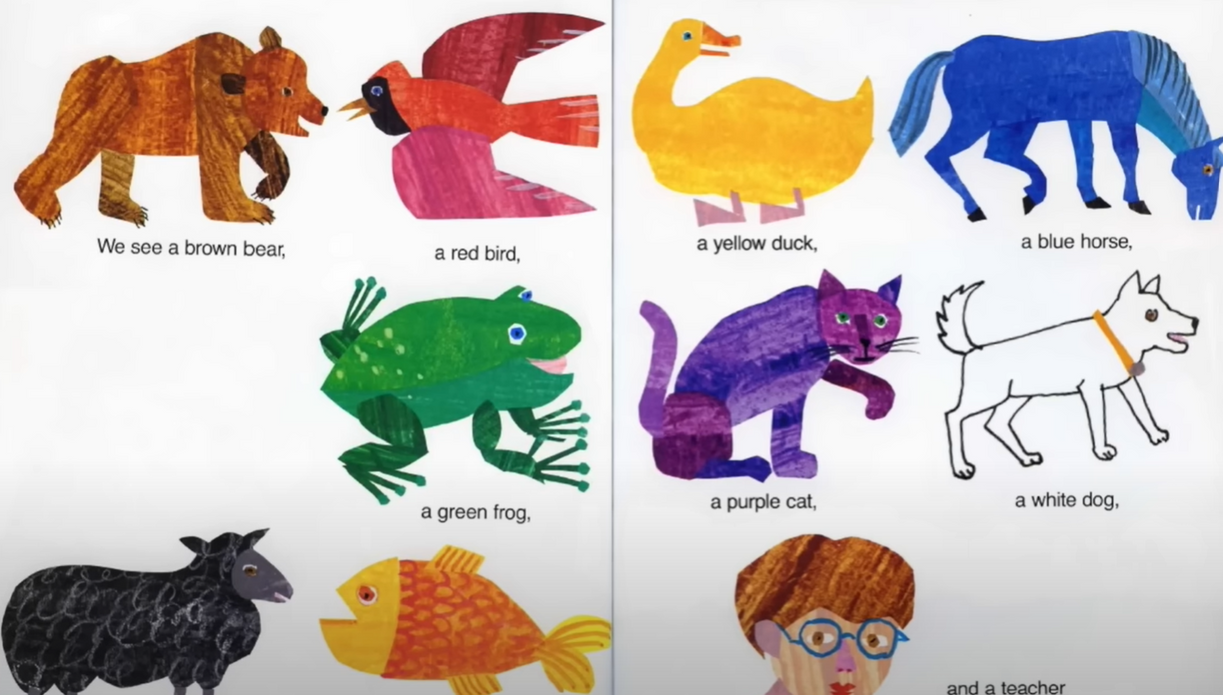 We see a brown bear,
a red bird,
a yellow duck,
a blue horse,
a green frog,
a purple cat,
a white dog,
and a teacher